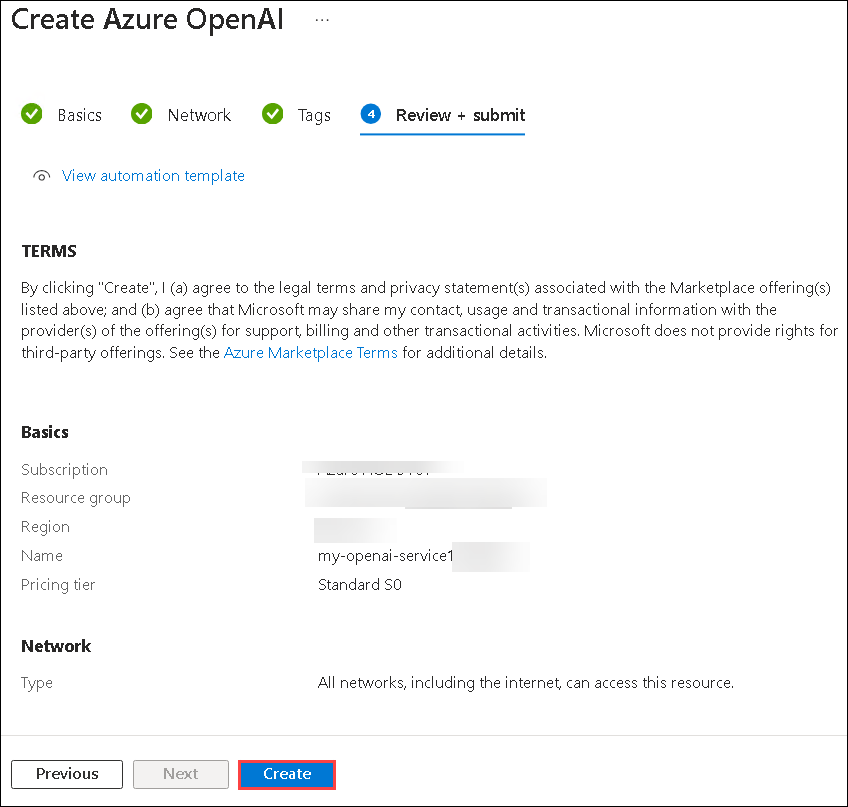 Create Azure OpenAI ...
Basics Network Tags 4 Review + submit
View automation template
TERMS
By clicking "Create", I (a) agree to the legal terms and privacy statement(s) associated with the Marketplace offering(s)
listed above; and (b) agree that Microsoft may share my contact, usage and transactional information with the
provider(s) of the offering(s) for support, billing and other transactional activities. Microsoft does not provide rights for
third-party offerings. See the Azure Marketplace Terms for additional details.
Basics
Subscription
Resource group
Region
Name my-openai-service1
Pricing tier Standard S0
Network
Type All networks, including the internet, can access this resource.
Previous Next Create